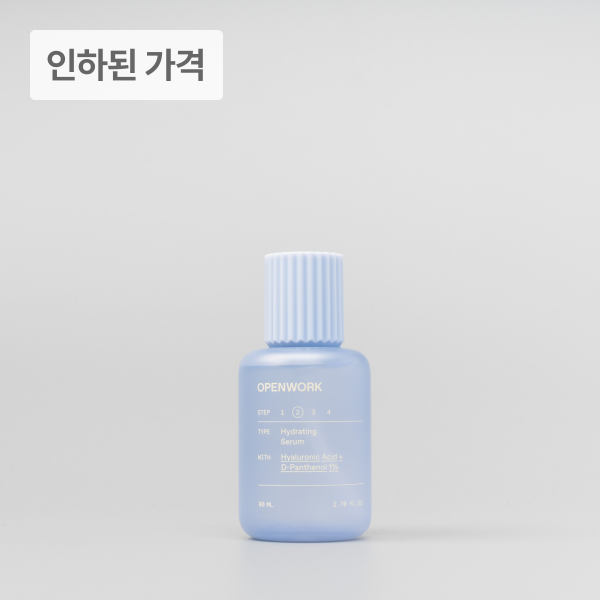 인하된 가격
OPENWORK
STEP 1 2 3 4
TYPE Hydrating
Serum
WITH Hyaluronic Acid +
D-Panthenol 1%